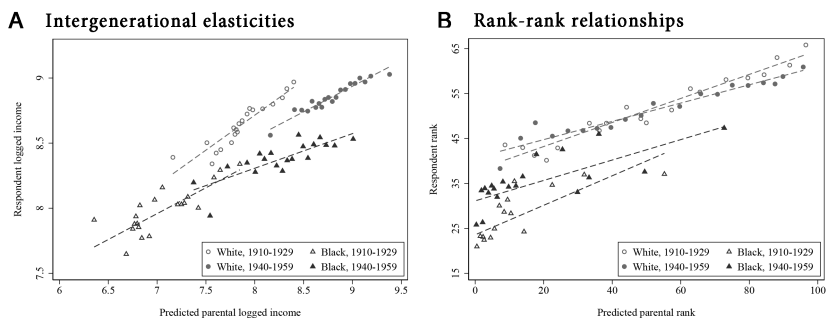 A Intergenerational elasticities
Respondent logged income
9
8.5
8
7.5
6 6.5 7 7.5 8 8.5 9 9.5
Predicted parental logged income
White, 1910-1929 Black, 1910-1929
White, 1940-1959 Black, 1940-1959
B Rank-rank relationships
Respondent rank
65
55
45
35
25
15
0 20 40 60 80 100
Predicted parental rank
White, 1910-1929 Black, 1910-1929
White, 1940-1959 Black, 1940-1959